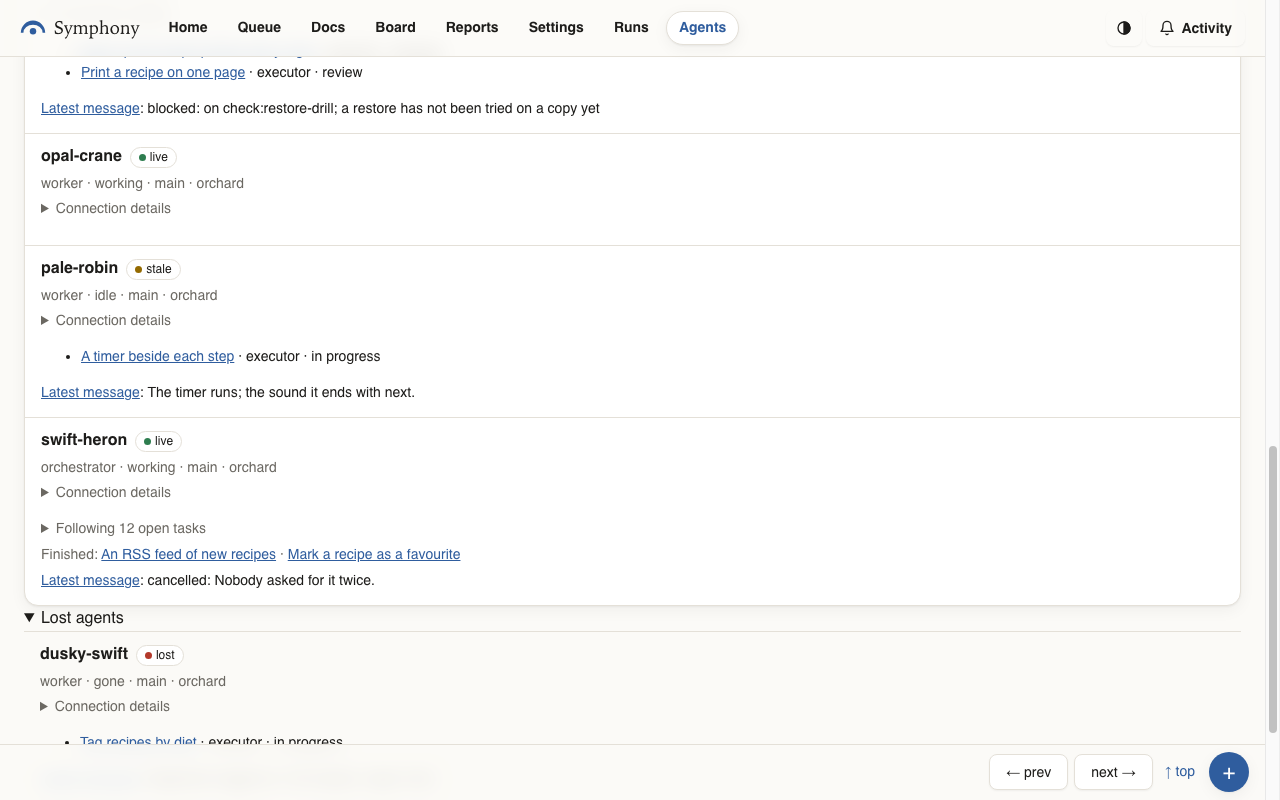 Symphony Home Queue Docs Board Reports Settings Runs Agents Activity
• Print a recipe on one page · executor · review
Latest message: blocked: on check:restore-drill; a restore has not been tried on a copy yet
opal-crane live
worker · working · main · orchard
▶ Connection details
pale-robin stale
worker · idle · main · orchard
▶ Connection details
• A timer beside each step · executor · in progress
Latest message: The timer runs; the sound it ends with next.
swift-heron live
orchestrator · working · main · orchard
▶ Connection details
▶ Following 12 open tasks
Finished: An RSS feed of new recipes · Mark a recipe as a favourite
Latest message: cancelled: Nobody asked for it twice.
▼ Lost agents
dusky-swift lost
worker · gone · main · orchard
▶ Connection details
• Tag recipes by diet · executor · in progress
← prev next → ↑ top +